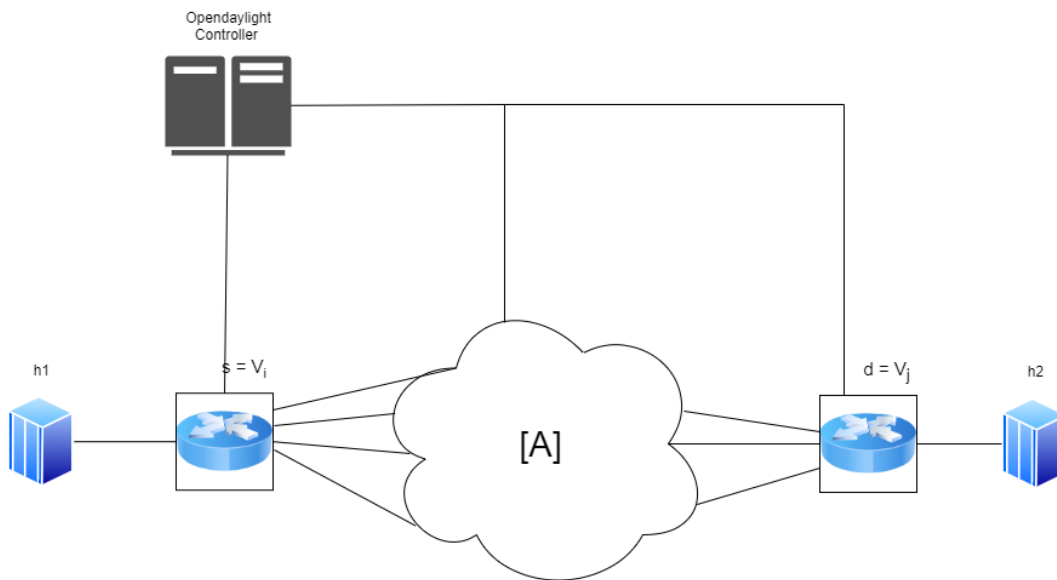 Opendaylight
Controller
s = Vᵢ
d = Vⱼ
h1
h2
[A]